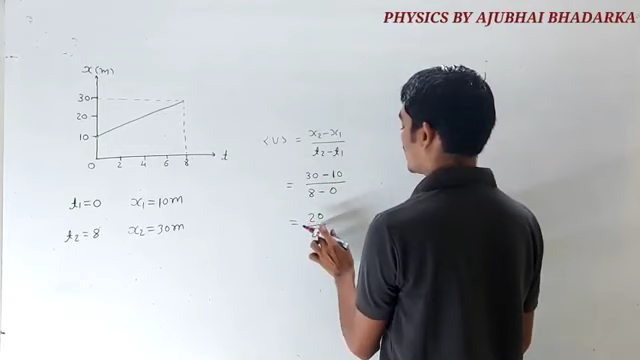 PHYSICS BY AJUBHAI BHADARKA
x(m)
30
20
10
0 2 4 6 8 t
t₁=0 x₁=10m
t₂=8 x₂=30m
<v> = x₂-x₁ / t₂-t₁
= 30-10 / 8-0
= 20